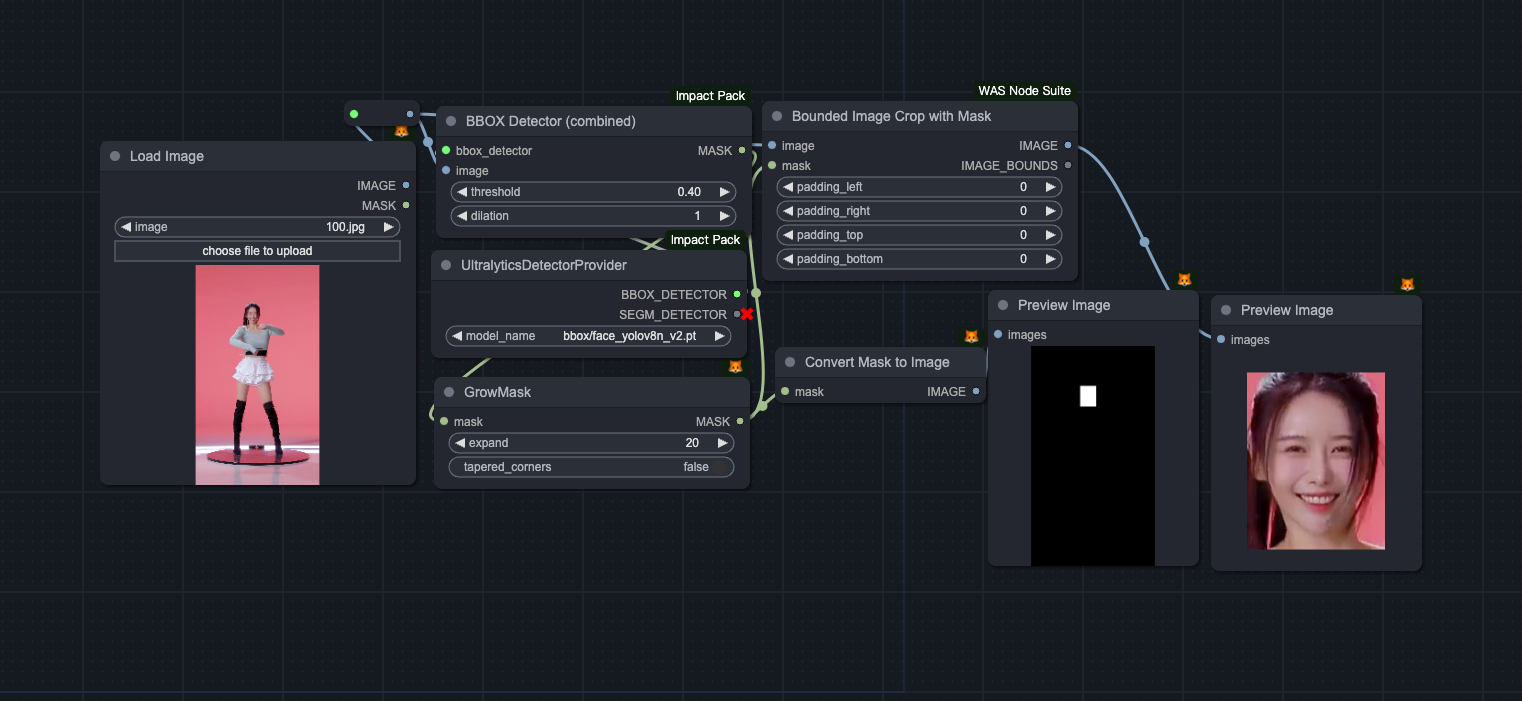 Load Image
IMAGE
MASK
image 100.jpg
choose file to upload
Impact Pack
BBOX Detector (combined)
bbox_detector MASK
image
threshold 0.40
dilation 1
Impact Pack
UltralyticsDetectorProvider
BBOX_DETECTOR
SEGM_DETECTOR
model_name bbox/face_yolov8n_v2.pt
GrowMask
mask MASK
expand 20
tapered_corners false
WAS Node Suite
Bounded Image Crop with Mask
image IMAGE
mask IMAGE_BOUNDS
padding_left 0
padding_right 0
padding_top 0
padding_bottom 0
Convert Mask to Image
mask IMAGE
Preview Image
images
Preview Image
images